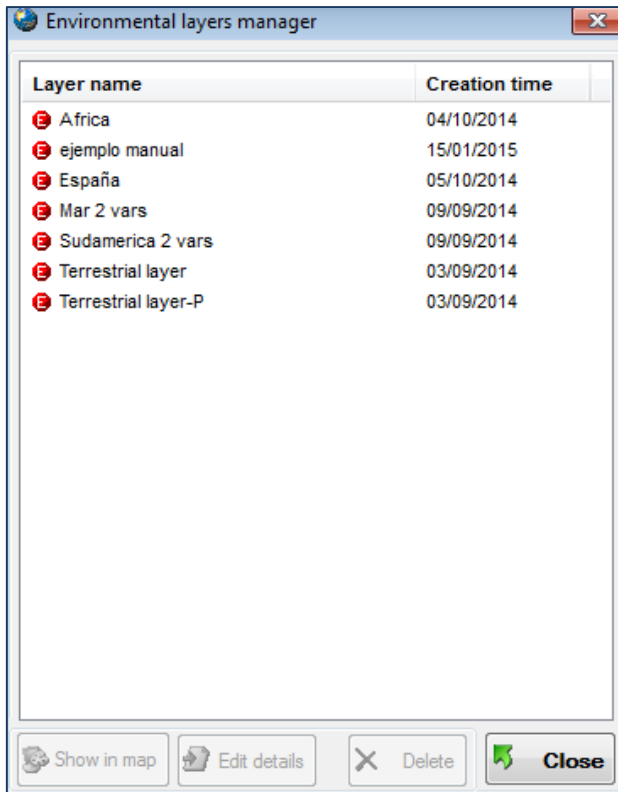 Environmental layers manager
Layer name Creation time
E Africa 04/10/2014
E ejemplo manual 15/01/2015
E España 05/10/2014
E Mar 2 vars 09/09/2014
E Sudamerica 2 vars 09/09/2014
E Terrestrial layer 03/09/2014
E Terrestrial layer-P 03/09/2014
Show in map Edit details Delete Close